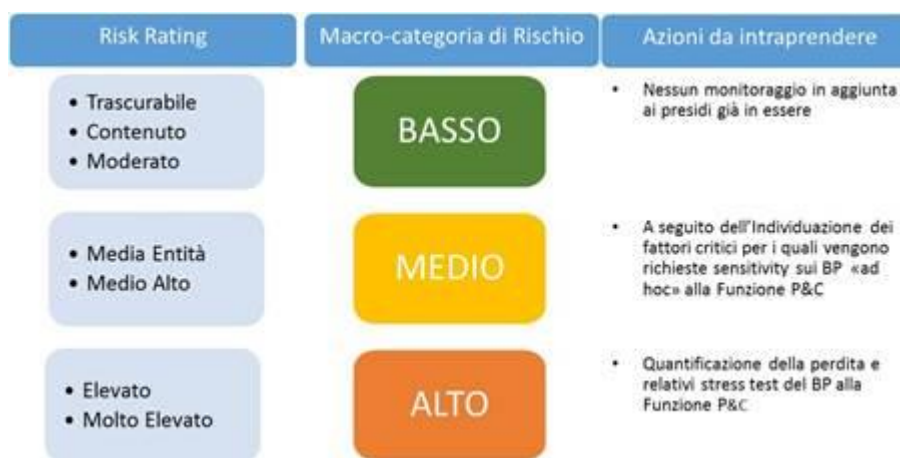 Risk Rating
Macro-categoria di Rischio
Azioni da intraprendere
• Trascurabile
• Contenuto
• Moderato
BASSO
• Nessun monitoraggio in aggiunta
ai presidi già in essere
• Media Entità
• Medio Alto
MEDIO
• A seguito dell'Individuazione dei
fattori critici per i quali vengono
richieste sensitivity sui BP «ad
hoc» alla Funzione P&C
• Elevato
• Molto Elevato
ALTO
• Quantificazione della perdita e
relativi stress test del BP alla
Funzione P&C